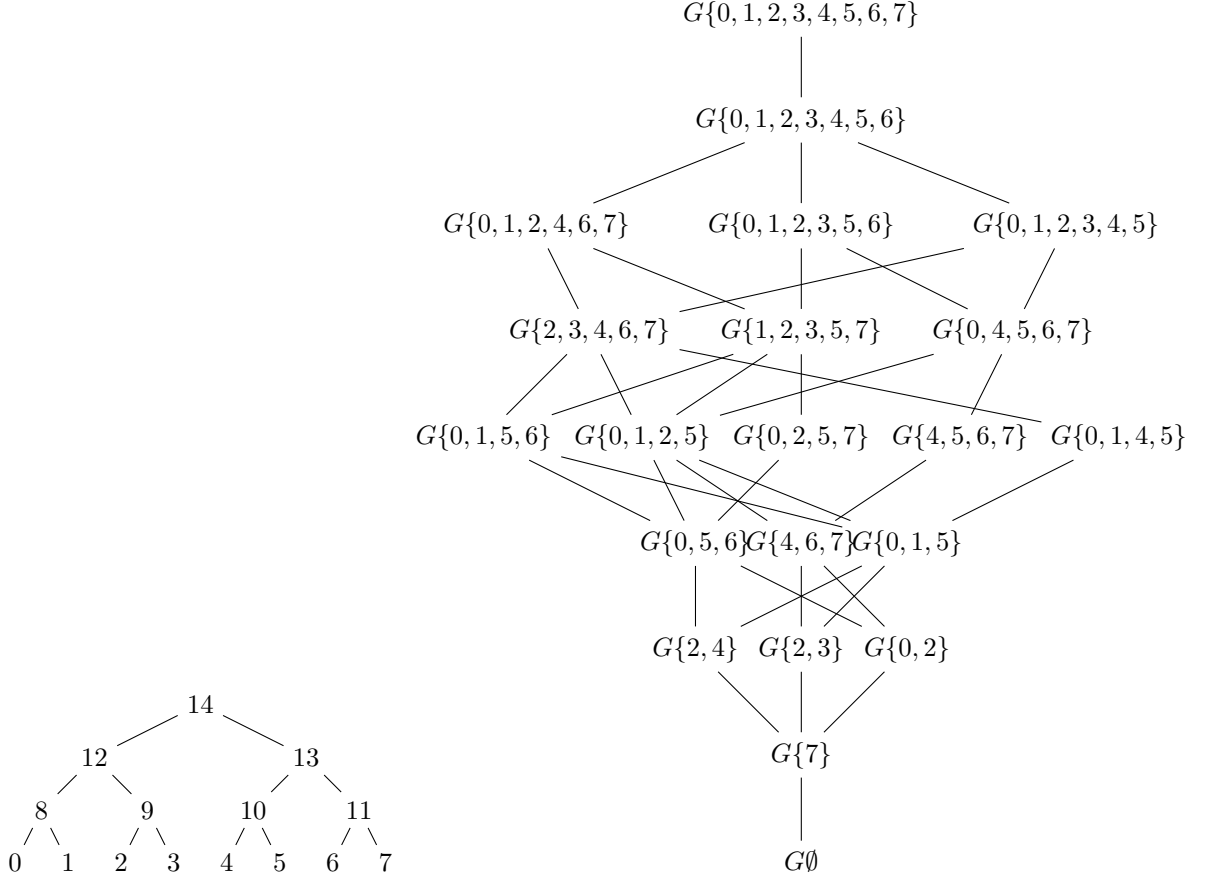 G{0, 1, 2, 3, 4, 5, 6, 7}
G{0, 1, 2, 3, 4, 5, 6}
G{0, 1, 2, 4, 6, 7} G{0, 1, 2, 3, 5, 6} G{0, 1, 2, 3, 4, 5}
G{2, 3, 4, 6, 7} G{1, 2, 3, 5, 7} G{0, 4, 5, 6, 7}
G{0, 1, 5, 6} G{0, 1, 2, 5} G{0, 2, 5, 7} G{4, 5, 6, 7} G{0, 1, 4, 5}
G{0, 5, 6} G{4, 6, 7} G{0, 1, 5}
G{2, 4} G{2, 3} G{0, 2}
G{7}
G∅
14
12 13
8 9 10 11
0 1 2 3 4 5 6 7